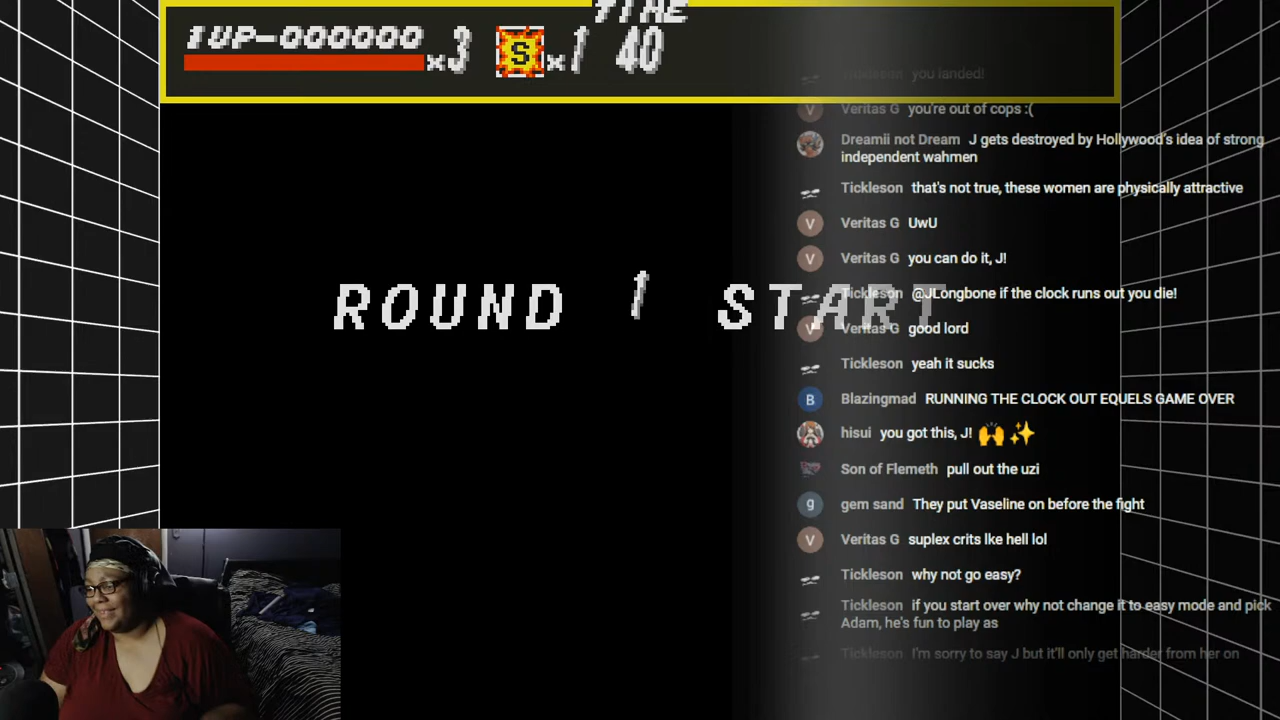 TIME
1UP-000000 ×3 S ×1 40
Tickleson you landed!
V Veritas G you're out of cops :(
Dreamii not Dream J gets destroyed by Hollywood's idea of strong
independent wahmen
Tickleson that's not true, these women are physically attractive
V Veritas G UwU
V Veritas G you can do it, J!
ROUND 1 START
Tickleson @JLongbone if the clock runs out you die!
V Veritas G good lord
Tickleson yeah it sucks
B Blazingmad RUNNING THE CLOCK OUT EQUELS GAME OVER
hisui you got this, J! 🙌 ✨
Son of Flemeth pull out the uzi
g gem sand They put Vaseline on before the fight
V Veritas G suplex crits lke hell lol
Tickleson why not go easy?
Tickleson if you start over why not change it to easy mode and pick
Adam, he's fun to play as
Tickleson I'm sorry to say J but it'll only get harder from her on